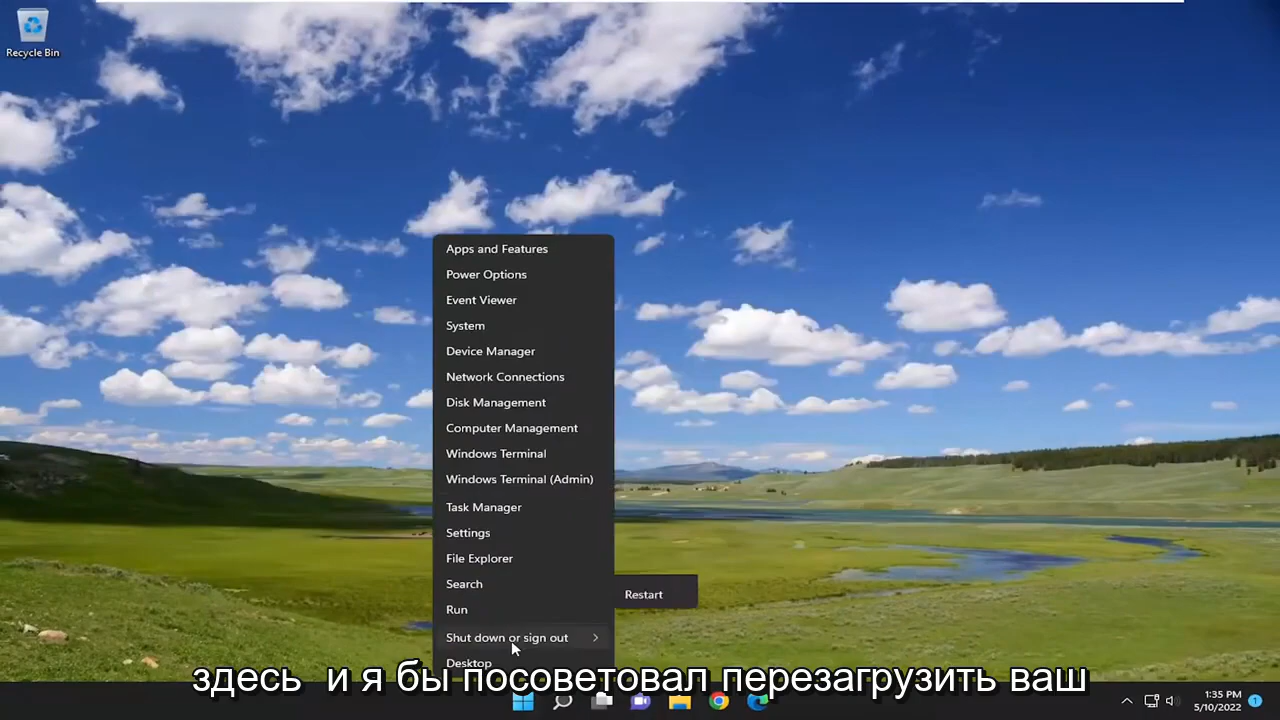 Recycle Bin
Apps and Features
Power Options
Event Viewer
System
Device Manager
Network Connections
Disk Management
Computer Management
Windows Terminal
Windows Terminal (Admin)
Task Manager
Settings
File Explorer
Search
Run
Restart
Shut down or sign out
Desktop
здесь и я бы посоветовал перезагрузить ваш
1:35 PM
5/10/2022
1